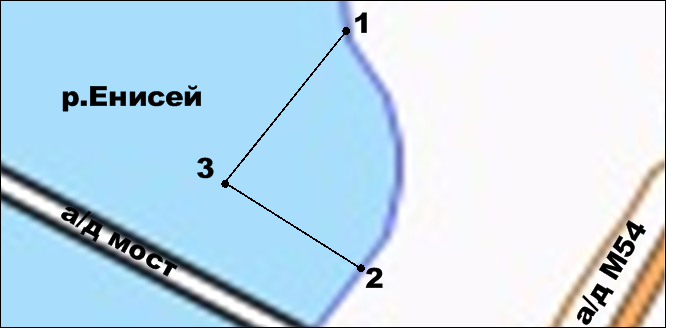 1
р.Енисей
3
а/д мост
2
а/д М54